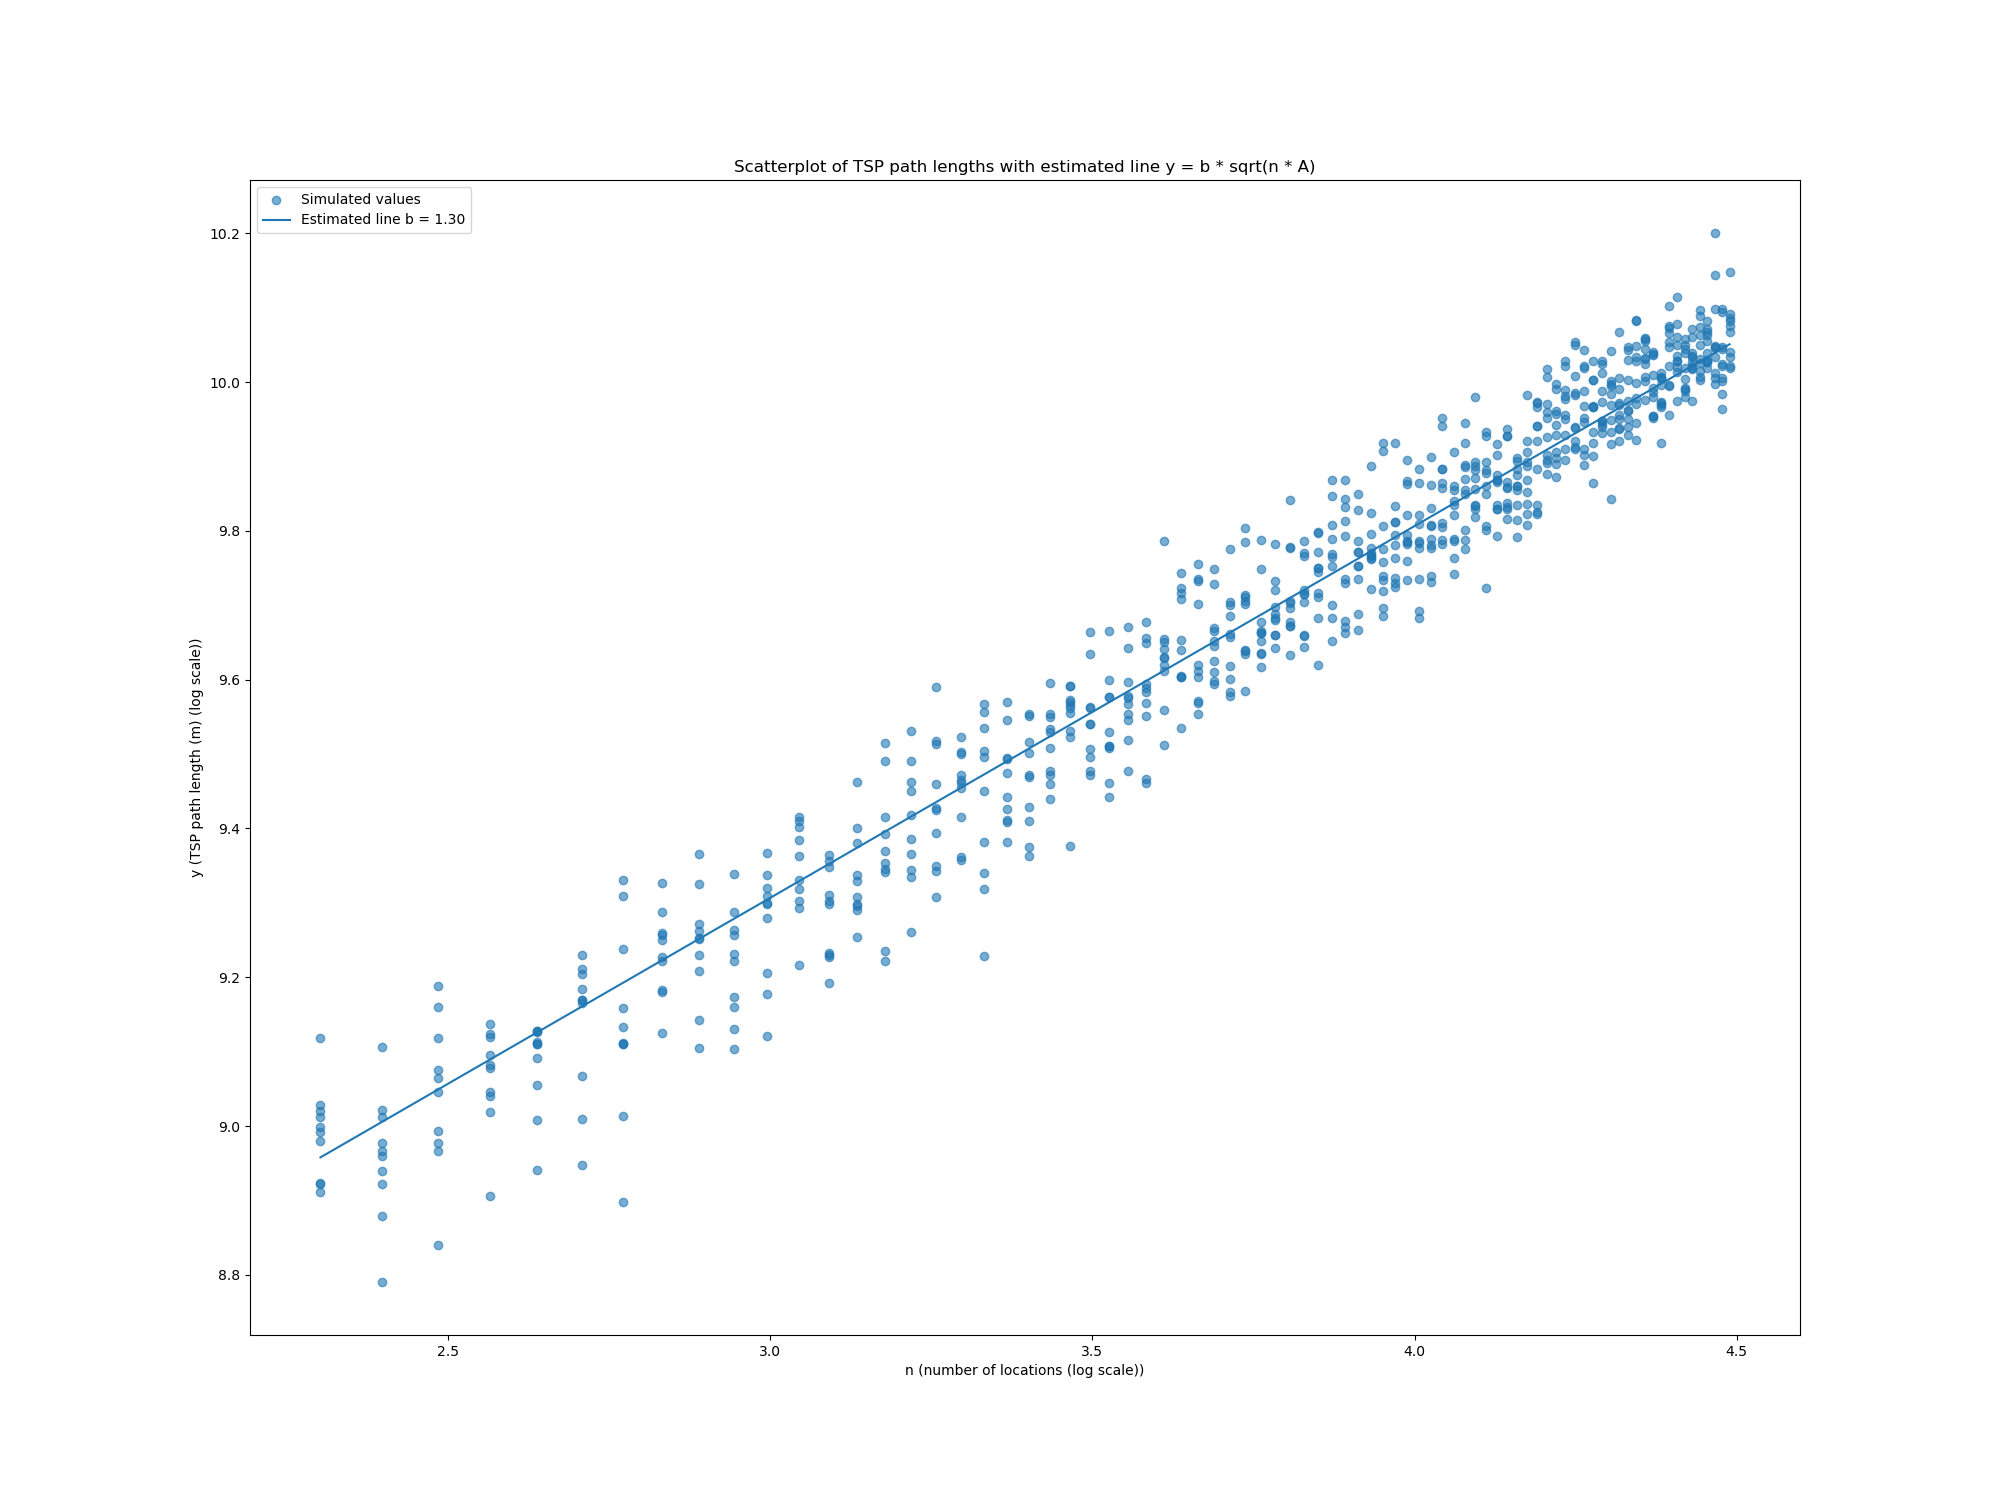 Scatterplot of TSP path lengths with estimated line y = b * sqrt(n * A)
Simulated values
Estimated line b = 1.30
10.2
10.0
9.8
9.6
9.4
9.2
9.0
8.8
y (TSP path length (m) (log scale))
2.5 3.0 3.5 4.0 4.5
n (number of locations (log scale))